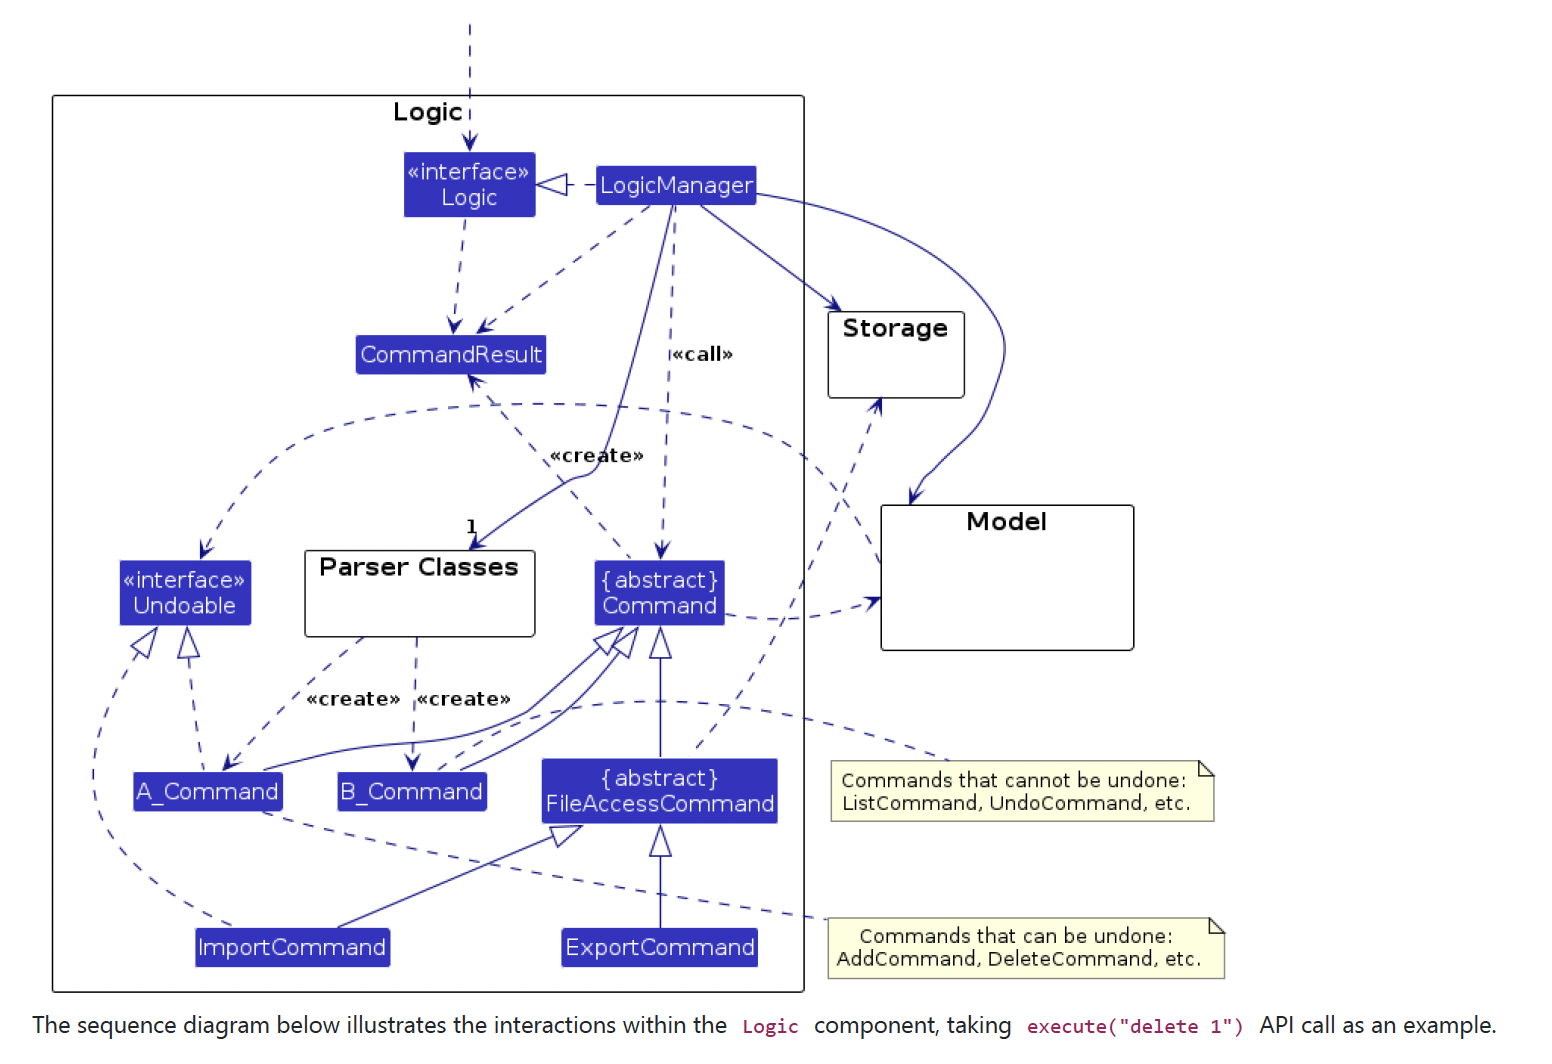 Logic
«interface»
Logic
LogicManager
Storage
CommandResult
«call»
«create»
Model
1
Parser Classes
«interface»
Undoable
{abstract}
Command
«create»
«create»
A_Command
B_Command
{abstract}
FileAccessCommand
Commands that cannot be undone:
ListCommand, UndoCommand, etc.
ImportCommand
ExportCommand
Commands that can be undone:
AddCommand, DeleteCommand, etc.
The sequence diagram below illustrates the interactions within the Logic component, taking execute("delete 1") API call as an example.